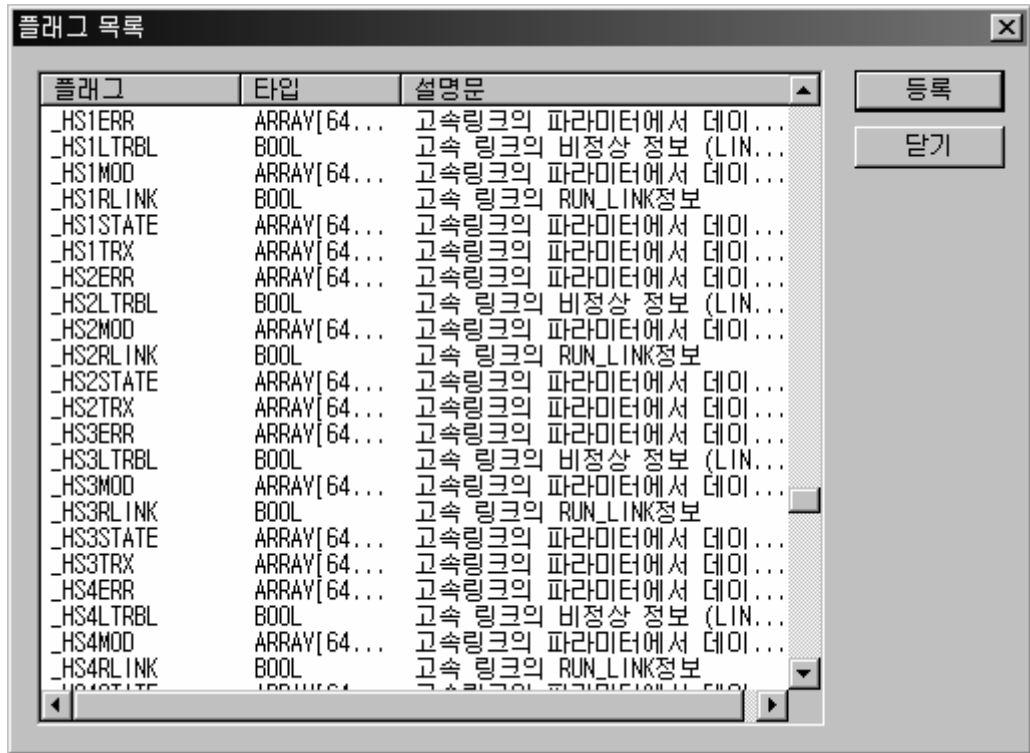 플래그 목록
플래그 타입 설명문
등록
닫기
_HS1ERR ARRAY[64... 고속링크의 파라미터에서 데이...
_HS1LTRBL BOOL 고속 링크의 비정상 정보 (LIN...
_HS1MOD ARRAY[64... 고속링크의 파라미터에서 데이...
_HS1RLINK BOOL 고속 링크의 RUN_LINK정보
_HS1STATE ARRAY[64... 고속링크의 파라미터에서 데이...
_HS1TRX ARRAY[64... 고속링크의 파라미터에서 데이...
_HS2ERR ARRAY[64... 고속링크의 파라미터에서 데이...
_HS2LTRBL BOOL 고속 링크의 비정상 정보 (LIN...
_HS2MOD ARRAY[64... 고속링크의 파라미터에서 데이...
_HS2RLINK BOOL 고속 링크의 RUN_LINK정보
_HS2STATE ARRAY[64... 고속링크의 파라미터에서 데이...
_HS2TRX ARRAY[64... 고속링크의 파라미터에서 데이...
_HS3ERR ARRAY[64... 고속링크의 파라미터에서 데이...
_HS3LTRBL BOOL 고속 링크의 비정상 정보 (LIN...
_HS3MOD ARRAY[64... 고속링크의 파라미터에서 데이...
_HS3RLINK BOOL 고속 링크의 RUN_LINK정보
_HS3STATE ARRAY[64... 고속링크의 파라미터에서 데이...
_HS3TRX ARRAY[64... 고속링크의 파라미터에서 데이...
_HS4ERR ARRAY[64... 고속링크의 파라미터에서 데이...
_HS4LTRBL BOOL 고속 링크의 비정상 정보 (LIN...
_HS4MOD ARRAY[64... 고속링크의 파라미터에서 데이...
_HS4RLINK BOOL 고속 링크의 RUN_LINK정보